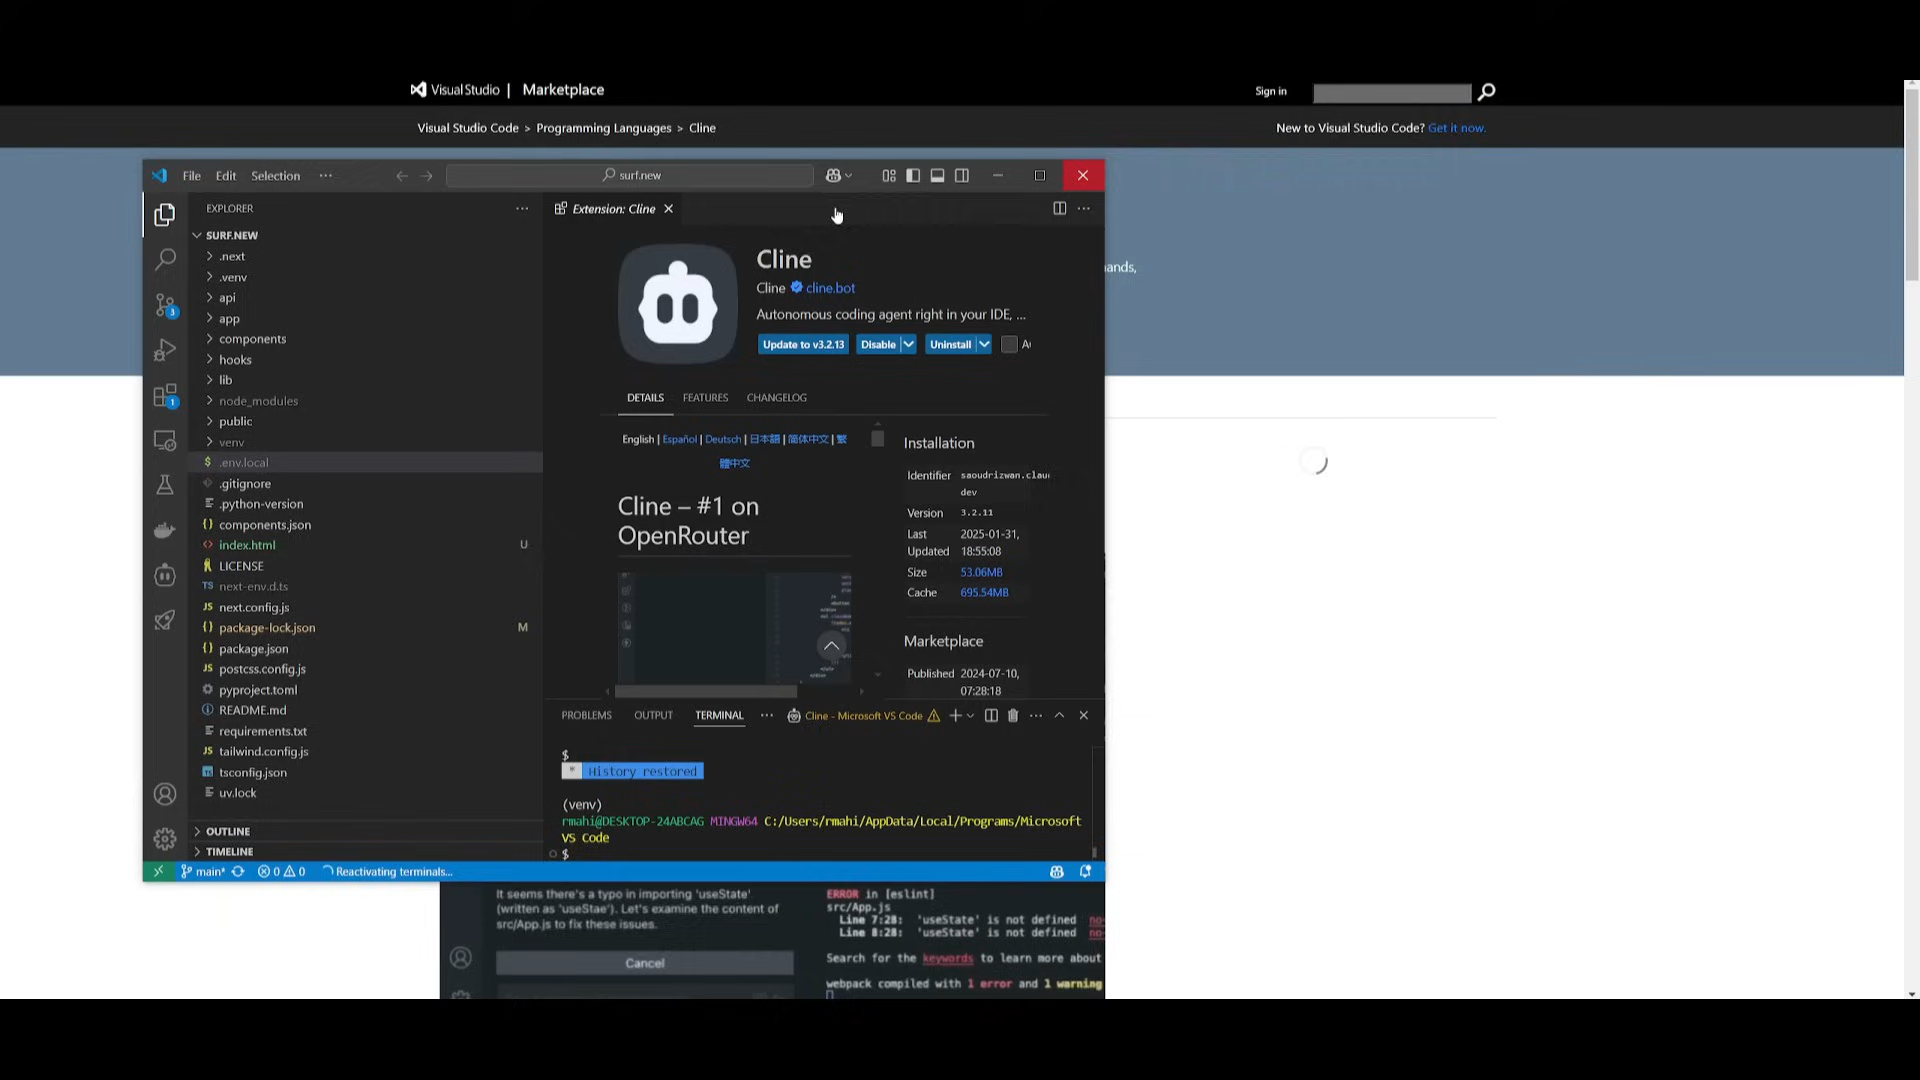 Visual Studio | Marketplace
Sign in
Visual Studio Code > Programming Languages > Cline
New to Visual Studio Code? Get it now.
ands,
File Edit Selection ···
surf.new
EXPLORER
SURF.NEW
.next
.venv
api
app
components
hooks
lib
node_modules
public
venv
.env.local
.gitignore
.python-version
components.json
index.html U
LICENSE
next-env.d.ts
next.config.js
package-lock.json M
package.json
postcss.config.js
pyproject.toml
README.md
requirements.txt
tailwind.config.js
tsconfig.json
uv.lock
OUTLINE
TIMELINE
3
1
Extension: Cline
Cline
Cline cline.bot
Autonomous coding agent right in your IDE, ...
Update to v3.2.13 Disable Uninstall
DETAILS FEATURES CHANGELOG
English | Español | Deutsch | 日本語 | 简体中文 | 繁
體中文
Cline – #1 on
OpenRouter
Installation
Identifier saoudrizwan.clau
dev
Version 3.2.11
Last 2025-01-31,
Updated 18:55:08
Size 53.06MB
Cache 695.54MB
Marketplace
Published 2024-07-10,
07:28:18
PROBLEMS OUTPUT TERMINAL ··· Cline - Microsoft VS Code
$
* History restored
(venv)
rmahi@DESKTOP-24ABCAG MINGW64 C:/Users/rmahi/AppData/Local/Programs/Microsoft
VS Code
$
main* 0 0 Reactivating terminals...
It seems there's a typo in importing 'useState'
(written as 'useStae'). Let's examine the content of
src/App.js to fix these issues.
Cancel
ERROR in [eslint]
src/App.js
Line 7:28: 'useState' is not defined no-
Line 8:28: 'useState' is not defined no-
Search for the keywords to learn more about
webpack compiled with 1 error and 1 warning